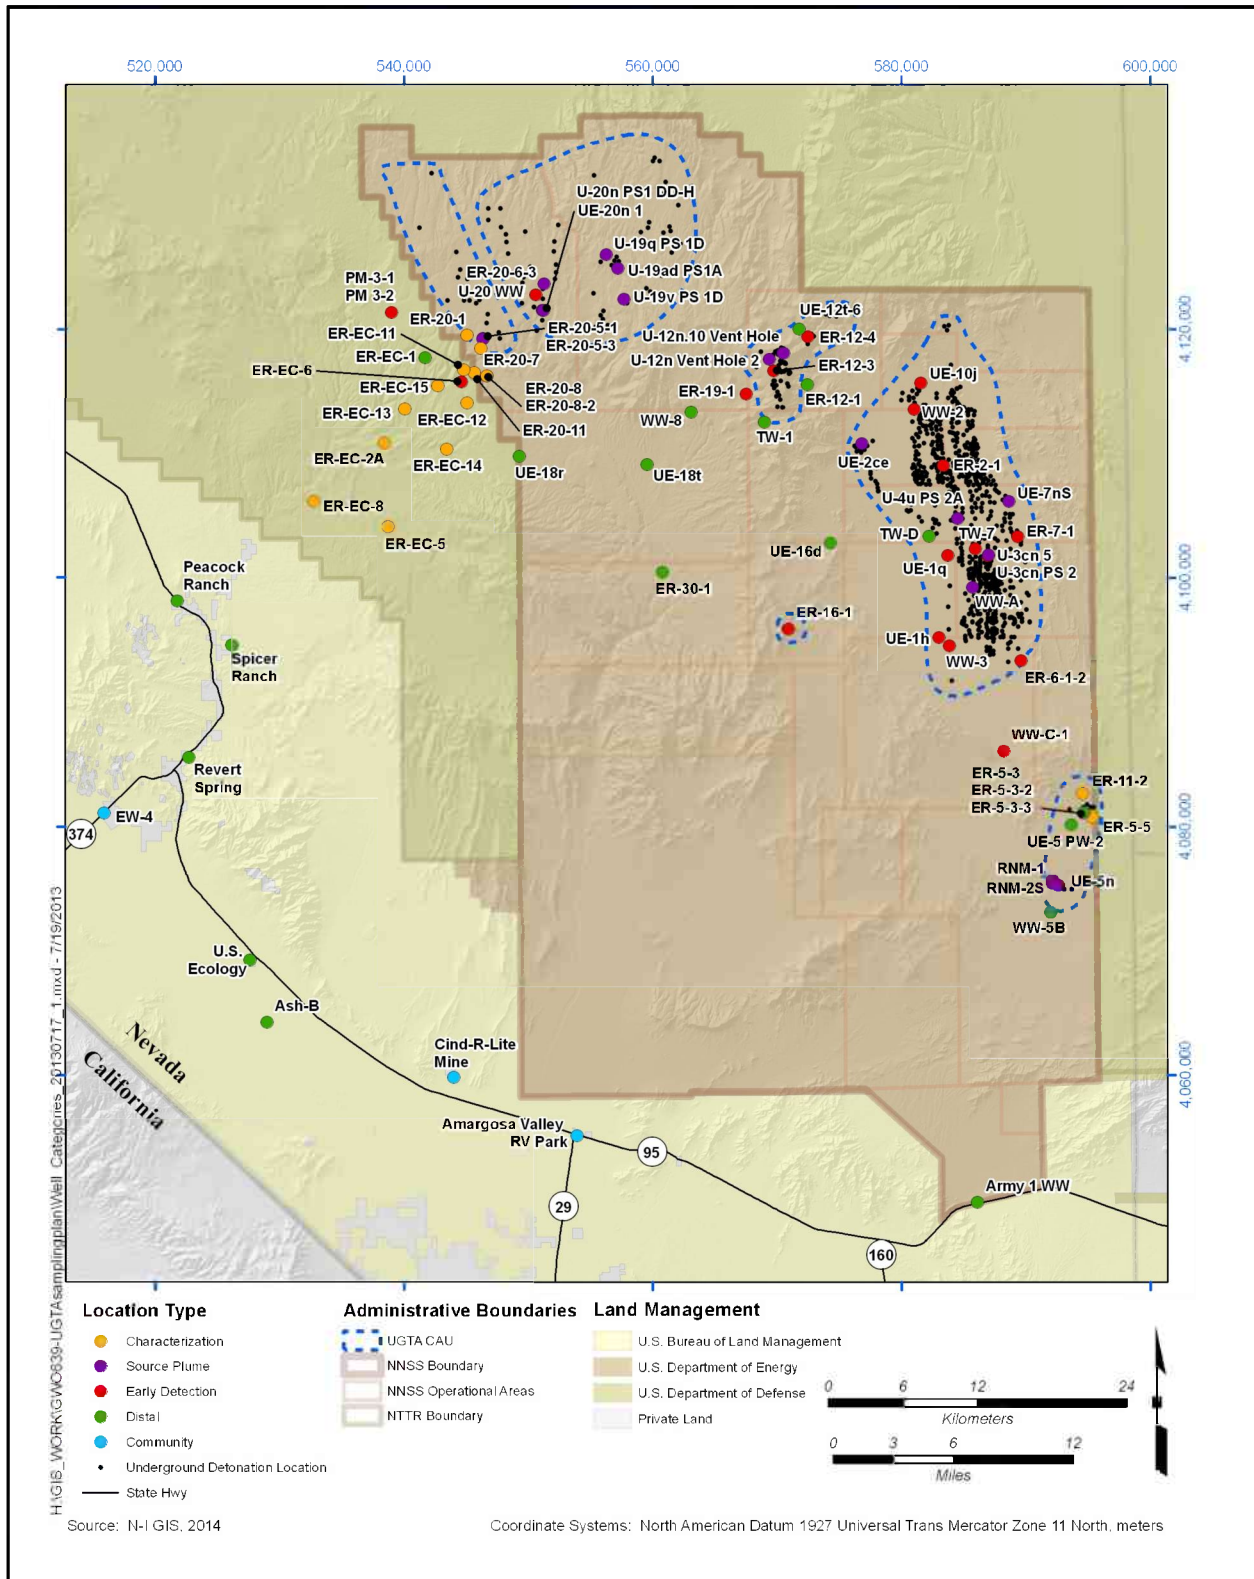 520,000
540,000
560,000
580,000
600,000
4,120,000
4,100,000
4,080,000
4,060,000
U-20n PS1 DD-H
UE-20n 1
U-19q PS 1D
U-19ad PS1A
U-19v PS 1D
ER-20-6-3
U-20 WW
PM-3-1
PM 3-2
ER-20-1
ER-EC-11
ER-EC-1
ER-EC-6
ER-EC-15
ER-EC-13
ER-EC-12
ER-EC-2A
ER-EC-14
ER-EC-8
ER-EC-5
ER-20-5-1
ER-20-5-3
ER-20-7
ER-20-8
ER-20-8-2
ER-20-11
UE-18r
UE-18t
WW-8
TW-1
UE-12t-6
U-12n.10 Vent Hole
ER-12-4
U-12n Vent Hole 2
ER-12-3
ER-19-1
ER-12-1
UE-10j
WW-2
UE-2ce
ER-2-1
U-4u PS 2A
UE-7nS
TW-D
TW-7
ER-7-1
UE-1q
U-3cn 5
U-3cn PS 2
WW-A
UE-16d
ER-30-1
ER-16-1
UE-1h
WW-3
ER-6-1-2
WW-C-1
ER-5-3
ER-5-3-2
ER-5-3-3
ER-11-2
ER-5-5
UE-5 PW-2
RNM-1
RNM-2S
UE-5n
WW-5B
Peacock
Ranch
Spicer
Ranch
Revert
Spring
EW-4
374
U.S.
Ecology
Ash-B
Nevada
California
Cind-R-Lite
Mine
Amargosa Valley
RV Park
95
29
160
Army 1 WW
H:\GIS_WORK\GWO639-UGTAsamplingplan\Well_Categories_20130717_1.mxd - 7/19/2013
Location Type
Characterization
Source Plume
Early Detection
Distal
Community
Underground Detonation Location
State Hwy
Administrative Boundaries
UGTA CAU
NNSS Boundary
NNSS Operational Areas
NTTR Boundary
Land Management
U.S. Bureau of Land Management
U.S. Department of Energy
U.S. Department of Defense
Private Land
0 6 12 24
Kilometers
0 3 6 12
Miles
Source: N-I GIS, 2014
Coordinate Systems: North American Datum 1927 Universal Trans Mercator Zone 11 North, meters